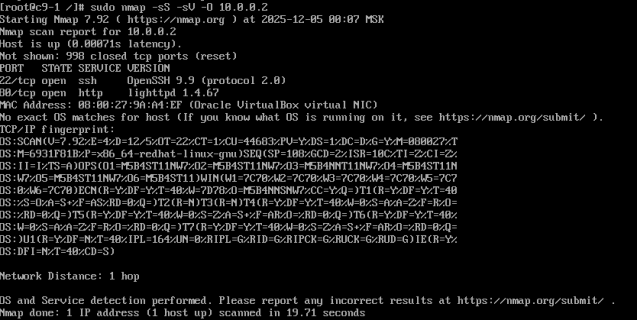 [root@c9-1 /]# sudo nmap -sS -sV -O 10.0.0.2
Starting Nmap 7.92 ( https://nmap.org ) at 2025-12-05 00:07 MSK
Nmap scan report for 10.0.0.2
Host is up (0.00071s latency).
Not shown: 998 closed tcp ports (reset)
PORT   STATE SERVICE VERSION
22/tcp open  ssh     OpenSSH 9.9 (protocol 2.0)
80/tcp open  http    lighttpd 1.4.67
MAC Address: 08:00:27:9A:A4:EF (Oracle VirtualBox virtual NIC)
No exact OS matches for host (If you know what OS is running on it, see https://nmap.org/submit/ ).
TCP/IP fingerprint:
OS:SCAN(V=7.92%E=4%D=12/5%OT=22%CT=1%CU=44683%PV=Y%DS=1%DC=D%G=Y%M=080027%T
OS:M=6931F81B%P=x86_64-redhat-linux-gnu)SEQ(SP=108%GCD=2%ISR=10C%TI=Z%CI=Z%
OS:II=I%TS=A)OPS(O1=M5B4ST11NW7%O2=M5B4ST11NW7%O3=M5B4NNT11NW7%O4=M5B4ST11N
OS:W7%O5=M5B4ST11NW7%O6=M5B4ST11)WIN(W1=7C70%W2=7C70%W3=7C70%W4=7C70%W5=7C7
OS:0%W6=7C70)ECN(R=Y%DF=Y%T=40%W=7D78%O=M5B4NNSNW7%CC=Y%Q=)T1(R=Y%DF=Y%T=40
OS:%S=O%A=S+%F=AS%RD=0%Q=)T2(R=N)T3(R=N)T4(R=Y%DF=Y%T=40%W=0%S=A%A=Z%F=R%O=
OS:%RD=0%Q=)T5(R=Y%DF=Y%T=40%W=0%S=Z%A=S+%F=AR%O=%RD=0%Q=)T6(R=Y%DF=Y%T=40%
OS:W=0%S=A%A=Z%F=R%O=%RD=0%Q=)T7(R=Y%DF=Y%T=40%W=0%S=Z%A=S+%F=AR%O=%RD=0%Q=
OS:)U1(R=Y%DF=N%T=40%IPL=164%UN=0%RIPL=G%RID=G%RIPCK=G%RUCK=G%RUD=G)IE(R=Y%
OS:DFI=N%T=40%CD=S)
Network Distance: 1 hop
OS and Service detection performed. Please report any incorrect results at https://nmap.org/submit/ .
Nmap done: 1 IP address (1 host up) scanned in 19.71 seconds